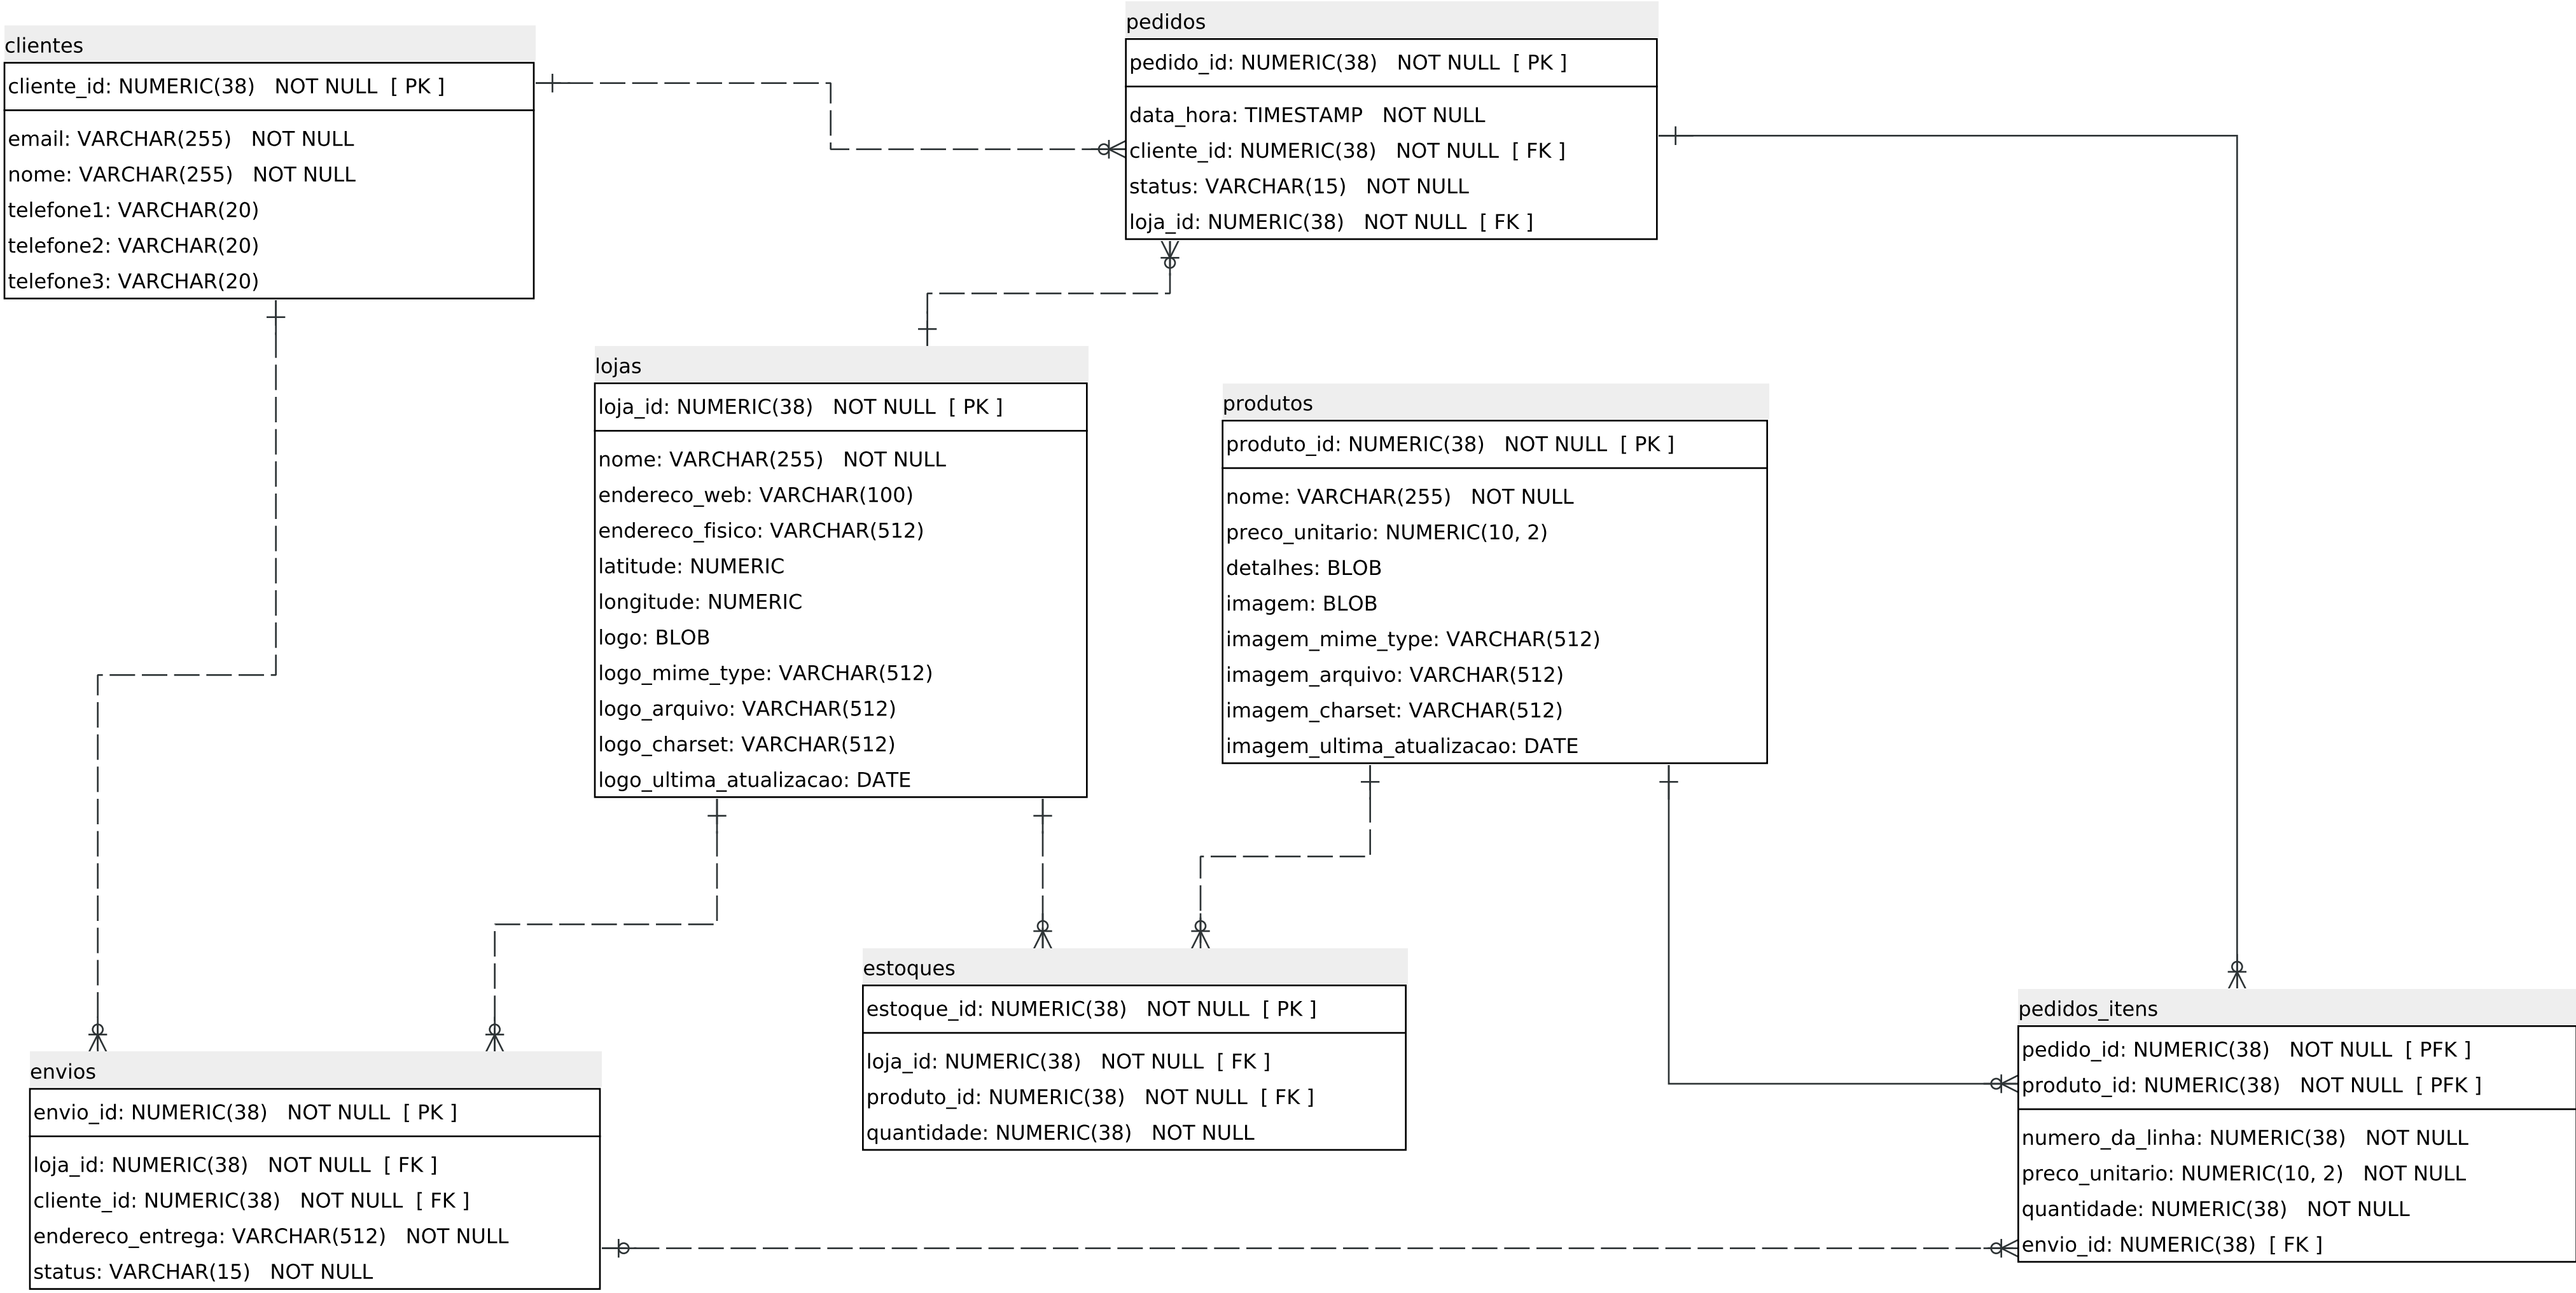 clientes
cliente_id: NUMERIC(38) NOT NULL [ PK ]
email: VARCHAR(255) NOT NULL
nome: VARCHAR(255) NOT NULL
telefone1: VARCHAR(20)
telefone2: VARCHAR(20)
telefone3: VARCHAR(20)
pedidos
pedido_id: NUMERIC(38) NOT NULL [ PK ]
data_hora: TIMESTAMP NOT NULL
cliente_id: NUMERIC(38) NOT NULL [ FK ]
status: VARCHAR(15) NOT NULL
loja_id: NUMERIC(38) NOT NULL [ FK ]
lojas
loja_id: NUMERIC(38) NOT NULL [ PK ]
nome: VARCHAR(255) NOT NULL
endereco_web: VARCHAR(100)
endereco_fisico: VARCHAR(512)
latitude: NUMERIC
longitude: NUMERIC
logo: BLOB
logo_mime_type: VARCHAR(512)
logo_arquivo: VARCHAR(512)
logo_charset: VARCHAR(512)
logo_ultima_atualizacao: DATE
produtos
produto_id: NUMERIC(38) NOT NULL [ PK ]
nome: VARCHAR(255) NOT NULL
preco_unitario: NUMERIC(10, 2)
detalhes: BLOB
imagem: BLOB
imagem_mime_type: VARCHAR(512)
imagem_arquivo: VARCHAR(512)
imagem_charset: VARCHAR(512)
imagem_ultima_atualizacao: DATE
estoques
estoque_id: NUMERIC(38) NOT NULL [ PK ]
loja_id: NUMERIC(38) NOT NULL [ FK ]
produto_id: NUMERIC(38) NOT NULL [ FK ]
quantidade: NUMERIC(38) NOT NULL
pedidos_itens
pedido_id: NUMERIC(38) NOT NULL [ PFK ]
produto_id: NUMERIC(38) NOT NULL [ PFK ]
numero_da_linha: NUMERIC(38) NOT NULL
preco_unitario: NUMERIC(10, 2) NOT NULL
quantidade: NUMERIC(38) NOT NULL
envio_id: NUMERIC(38) [ FK ]
envios
envio_id: NUMERIC(38) NOT NULL [ PK ]
loja_id: NUMERIC(38) NOT NULL [ FK ]
cliente_id: NUMERIC(38) NOT NULL [ FK ]
endereco_entrega: VARCHAR(512) NOT NULL
status: VARCHAR(15) NOT NULL